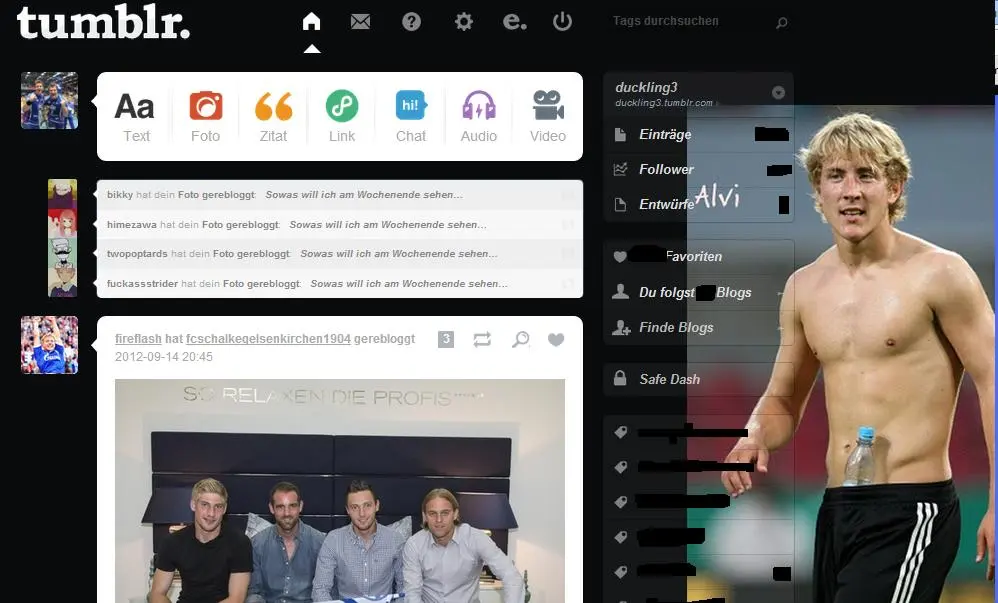 tumblr.
e.
Tags durchsuchen
Aa
hi!
Text
Foto
Zitat
Link
Chat
Audio
Video
bikky hat dein Foto gerebloggt: Sowas will ich am Wochenende sehen...
himezawa hat dein Foto gerebloggt: Sowas will ich am Wochenende sehen...
twopoptards hat dein Foto gerebloggt: Sowas will ich am Wochenende sehen...
fuckassstrider hat dein Foto gerebloggt: Sowas will ich am Wochenende sehen...
fireflash hat fcschalkegelsenkirchen1904 gerebloggt
3
2012-09-14 20:45
SO RELAXEN DIE PROFIS
duckling3
duckling3.tumblr.com
Einträge
Follower
Entwürfe
Alvi
Favoriten
Du folgst Blogs
Finde Blogs
Safe Dash